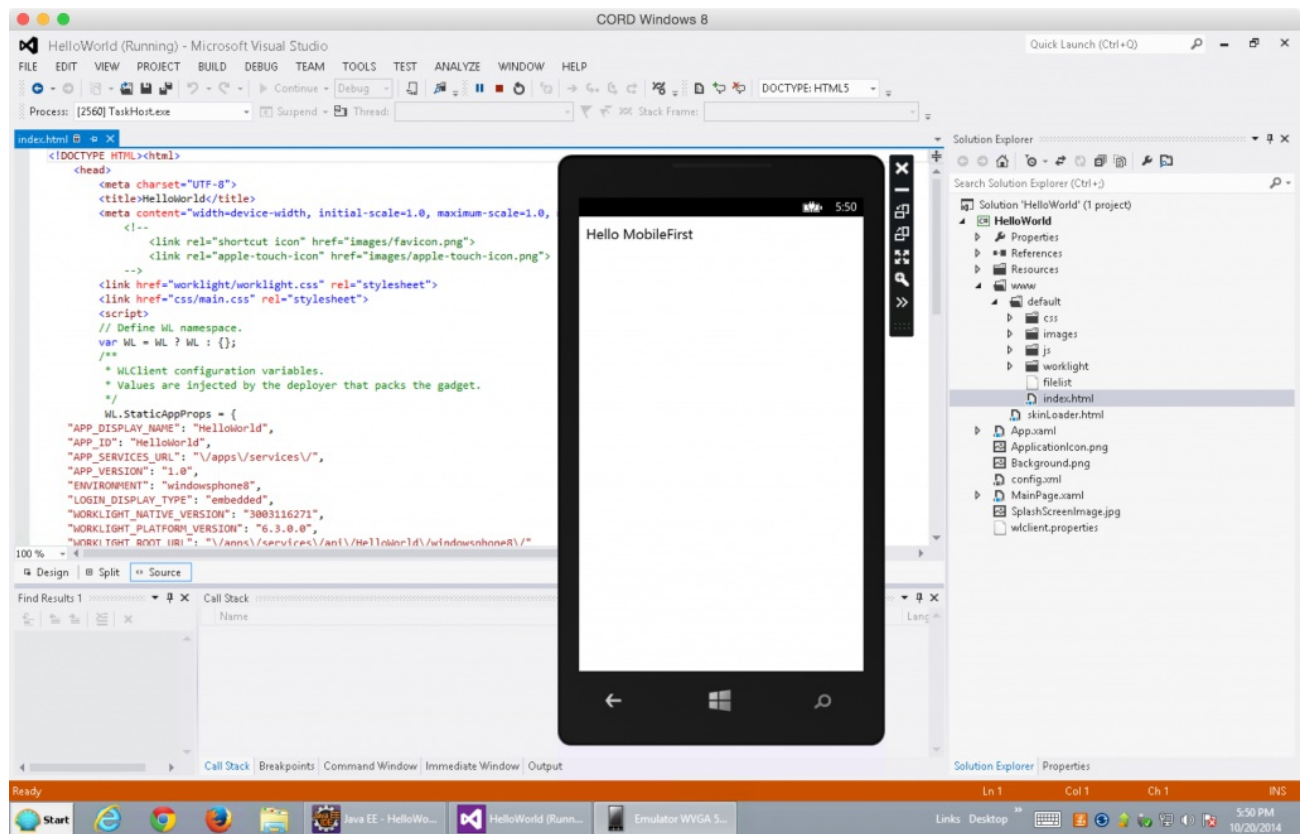 CORD Windows 8
HelloWorld (Running) - Microsoft Visual Studio
Quick Launch (Ctrl+Q)
FILE EDIT VIEW PROJECT BUILD DEBUG TEAM TOOLS TEST ANALYZE WINDOW HELP
Continue Debug DOCTYPE: HTML5
Process: [2560] TaskHost.exe Suspend Thread: Stack Frame:
index.html
<!DOCTYPE HTML><html>
<head>
<meta charset="UTF-8">
<title>HelloWorld</title>
<meta content="width=device-width, initial-scale=1.0, maximum-scale=1.0,
<!--
<link rel="shortcut icon" href="images/favicon.png">
<link rel="apple-touch-icon" href="images/apple-touch-icon.png">
-->
<link href="worklight/worklight.css" rel="stylesheet">
<link href="css/main.css" rel="stylesheet">
<script>
// Define WL namespace.
var WL = WL ? WL : {};
/**
* WLClient configuration variables.
* Values are injected by the deployer that packs the gadget.
*/
WL.StaticAppProps = {
"APP_DISPLAY_NAME": "HelloWorld",
"APP_ID": "HelloWorld",
"APP_SERVICES_URL": "\/apps\/services\/",
"APP_VERSION": "1.0",
"ENVIRONMENT": "windowsphone8",
"LOGIN_DISPLAY_TYPE": "embedded",
"WORKLIGHT_NATIVE_VERSION": "3003116271",
"WORKLIGHT_PLATFORM_VERSION": "6.3.0.0",
"WORKLIGHT_ROOT_URL": "\/apps\/services\/api\/HelloWorld\/windowsphone8\/"
100 %
Design Split Source
5:50
Hello MobileFirst
Solution Explorer
Search Solution Explorer (Ctrl+;)
Solution 'HelloWorld' (1 project)
HelloWorld
Properties
References
Resources
www
default
css
images
js
worklight
filelist
index.html
skinLoader.html
App.xaml
ApplicationIcon.png
Background.png
config.xml
MainPage.xaml
SplashScreenImage.jpg
wlclient.properties
Find Results 1
Call Stack
Name
Lang
Call Stack Breakpoints Command Window Immediate Window Output
Solution Explorer Properties
Ready Ln 1 Col 1 Ch 1 INS
Start Java EE - HelloWo... HelloWorld (Runn... Emulator WVGA 5... Links Desktop
5:50 PM
10/20/2014